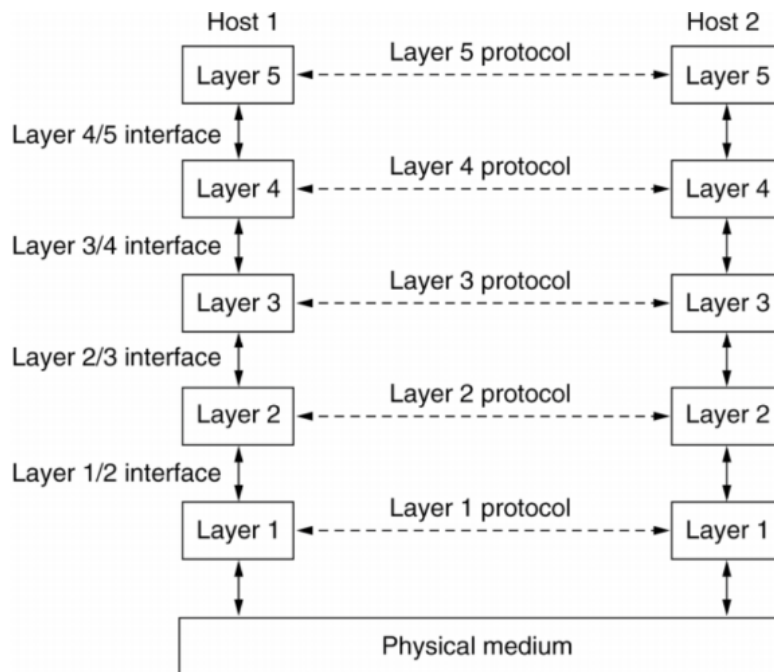 Host 1 Host 2
Layer 5 Layer 5 protocol Layer 5
Layer 4/5 interface
Layer 4 Layer 4 protocol Layer 4
Layer 3/4 interface
Layer 3 Layer 3 protocol Layer 3
Layer 2/3 interface
Layer 2 Layer 2 protocol Layer 2
Layer 1/2 interface
Layer 1 Layer 1 protocol Layer 1
Physical medium